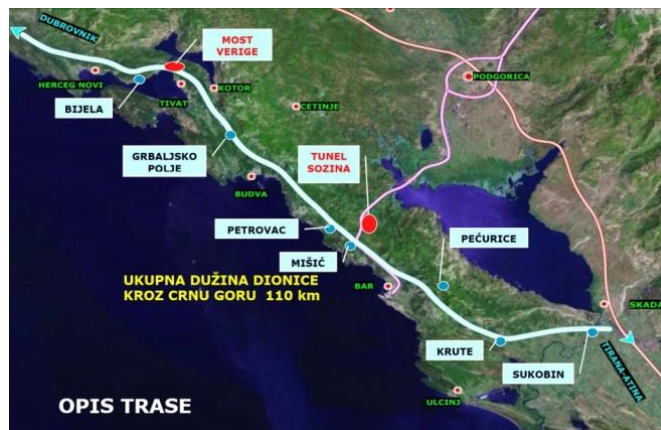 DUBROVNIK
MOST
VERIGE
HERCEG NOVI
BIJELA
TIVAT
KOTOR
CETINJE
PODGORICA
GRBALJSKO
POLJE
TUNEL
SOZINA
BUDVA
PETROVAC
MIŠIĆ
PEĆURICE
UKUPNA DUŽINA DIONICE
KROZ CRNU GORU 110 km
BAR
SKADA
KRUTE
SUKOBIN
TIRANA-ATINA
ULCINJ
OPIS TRASE